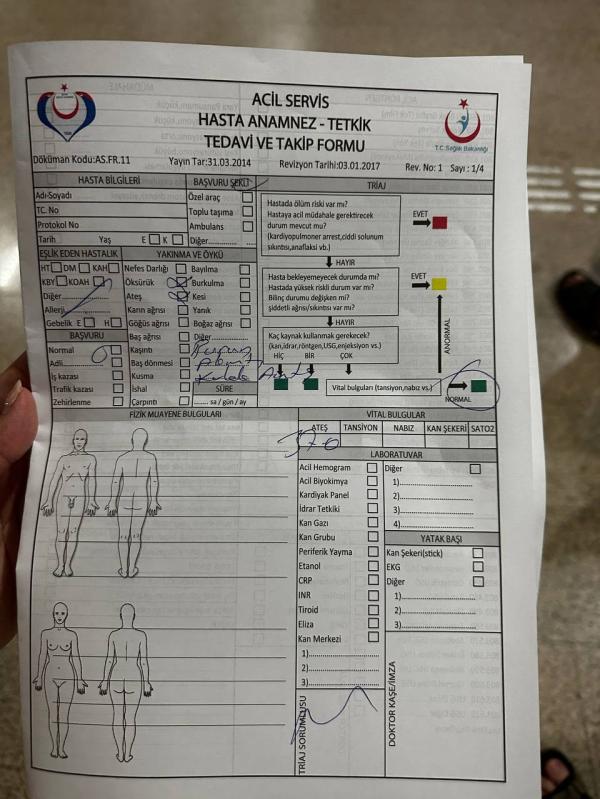 ACİL SERVİS
HASTA ANAMNEZ - TETKİK
TEDAVİ VE TAKİP FORMU
T.C. Sağlık Bakanlığı
Döküman Kodu:AS.FR.11 Yayın Tar:31.03.2014 Revizyon Tarihi:03.01.2017 Rev. No: 1 Sayı : 1/4
HASTA BİLGİLERİ
Adı-Soyadı
TC. No
Protokol No
Tarih Yaş E K
BAŞVURU ŞEKLİ
Özel araç
Toplu taşıma
Ambulans
Diğer................
EŞLİK EDEN HASTALIK
HT DM KAH
KBY KOAH
Diğer...................
Allerji
Gebelik E H
YAKINMA VE ÖYKÜ
Nefes Darlığı Bayılma
Öksürük Burkulma
Ateş Kesi
Karın ağrısı Yanık
Göğüs ağrısı Boğaz ağrısı
Baş ağrısı Diğer
Kaşıntı
Baş dönmesi
Kusma
İshal SÜRE
Çarpıntı ........ sa / gün / ay
BAŞVURU
Normal
Adli
İş kazası
Trafik kazası
Zehirlenme
TRİAJ
Hastada ölüm riski var mı?
Hastaya acil müdahale gerektirecek
durum mevcut mu?
(kardiyopulmoner arrest,ciddi solunum
sıkıntısı,anaflaksi vb.)
EVET
HAYIR
Hasta bekleyemeyecek durumda mı?
Hastada yüksek riskli durum var mı?
Bilinç durumu değişken mi?
şiddetli ağrısı/sıkıntısı var mı?
EVET
HAYIR
Kaç kaynak kullanmak gerekecek?
(kan,idrar,röntgen,USG,enjeksiyon vs.)
HİÇ BİR ÇOK
ANORMAL
Vital bulguları (tansiyon,nabız vs.)
NORMAL
FİZİK MUAYENE BULGULARI
VİTAL BULGULAR
ATEŞ TANSİYON NABIZ KAN ŞEKERİ SATO2
LABORATUVAR
Acil Hemogram
Acil Biyokimya
Kardiyak Panel
İdrar Tetkiki
Kan Gazı
Kan Grubu
Periferik Yayma
Etanol
CRP
INR
Tiroid
Eliza
Kan Merkezi
1)..............................
2)..............................
3)..............................
Diğer
1)..............................
2)..............................
3)..............................
4)..............................
YATAK BAŞI
Kan Şekeri(stick)
EKG
Diğer
1)..............................
2)..............................
3)..............................
TRİAJ SORUMLUSU
DOKTOR KAŞE/İMZA